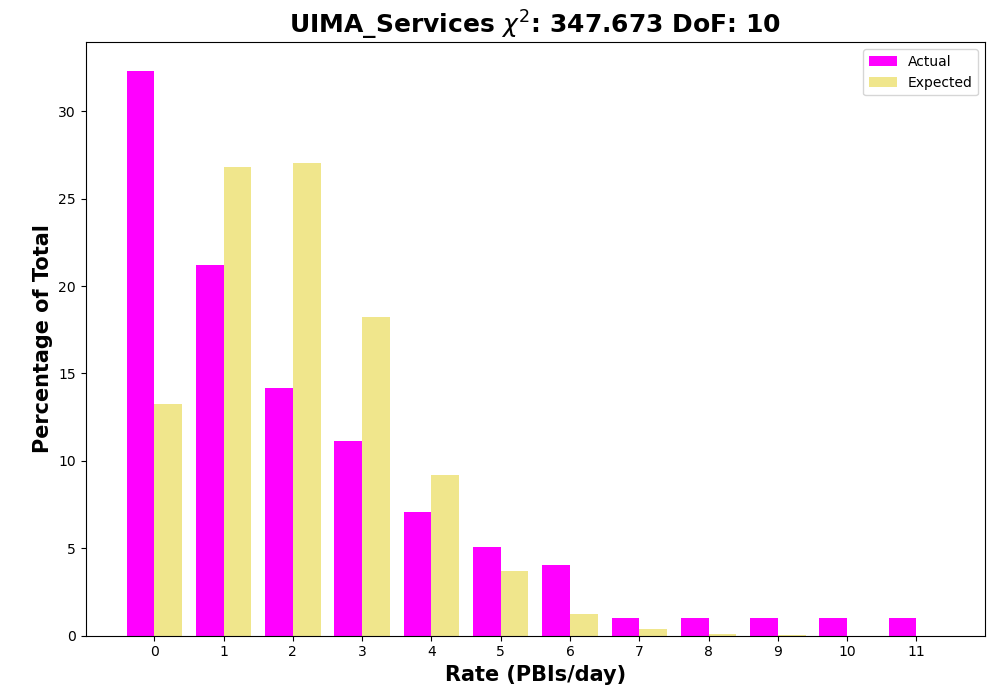 UIMA_Services χ²: 347.673 DoF: 10
Actual
Expected
Percentage of Total
30
25
20
15
10
5
0
0 1 2 3 4 5 6 7 8 9 10 11
Rate (PBIs/day)